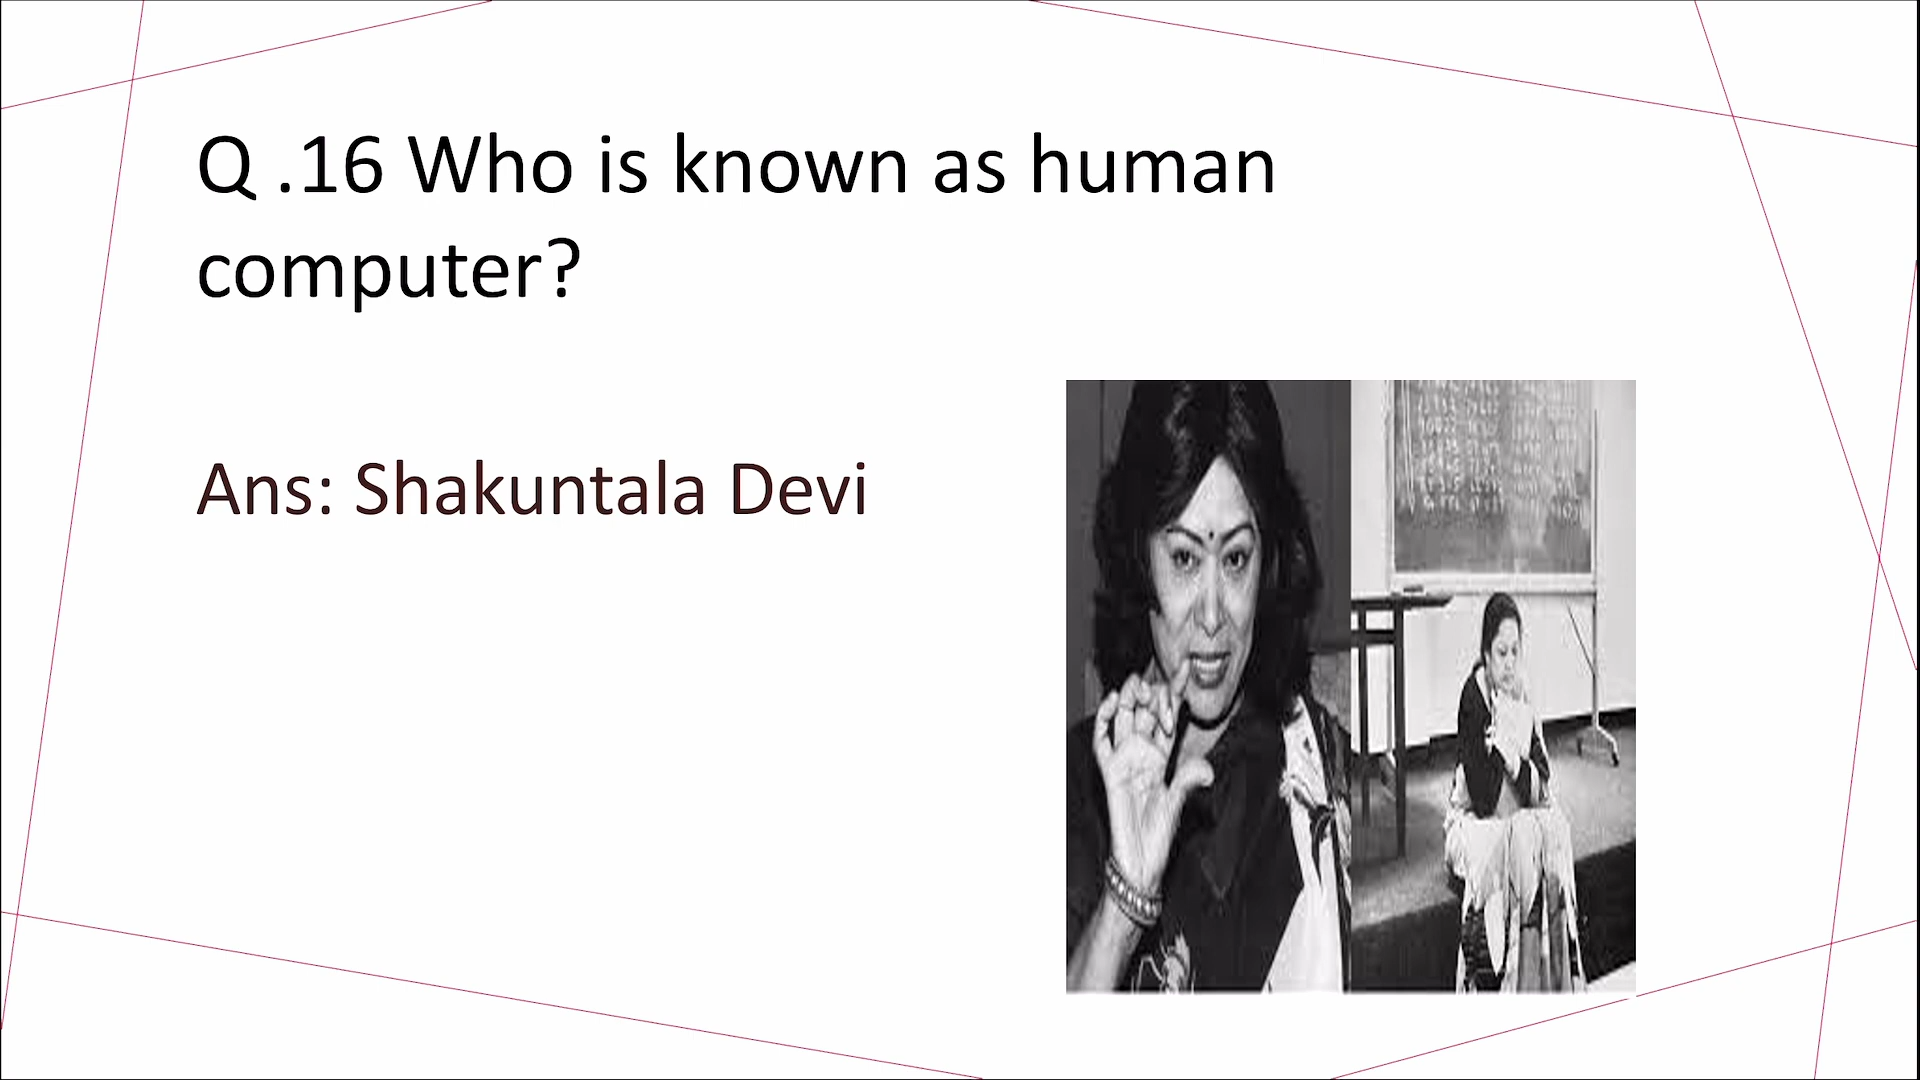 Q .16 Who is known as human
computer?
Ans: Shakuntala Devi